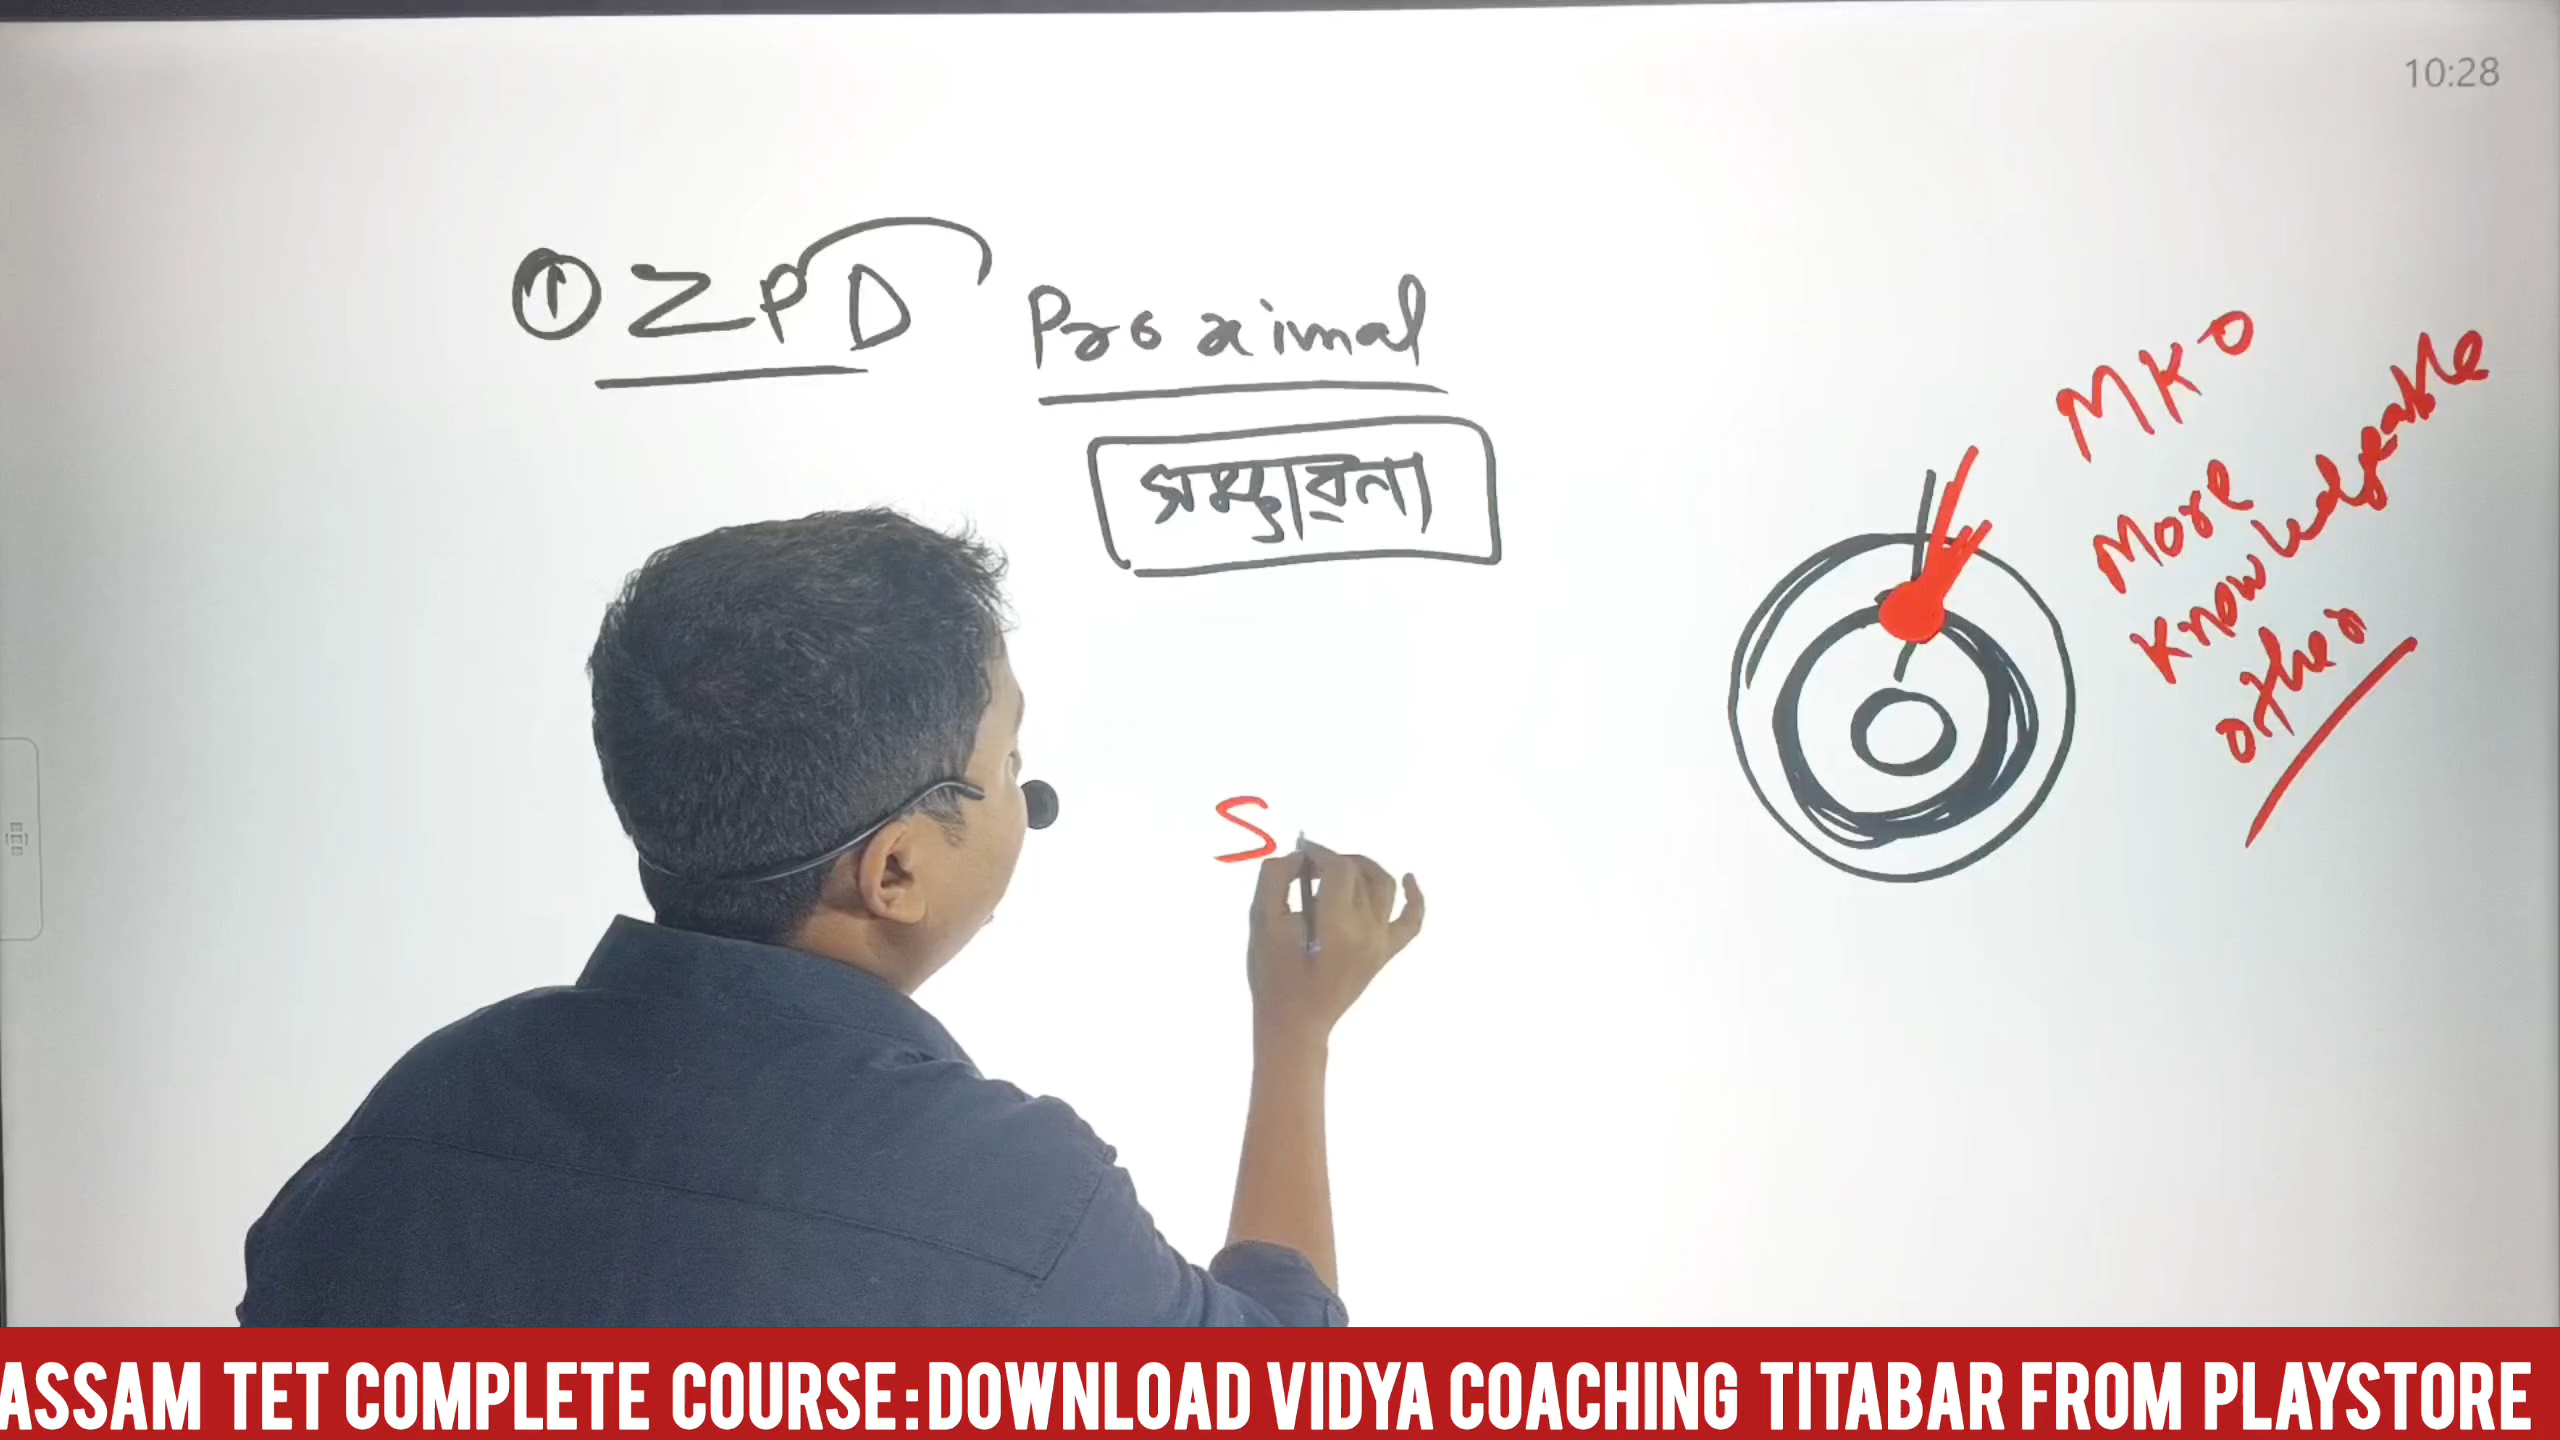 10:28
① ZPD Proximal
সম্ভাবনা
MKO
More
Knowledgeable
other
S
ASSAM TET COMPLETE COURSE:DOWNLOAD VIDYA COACHING TITABAR FROM PLAYSTORE